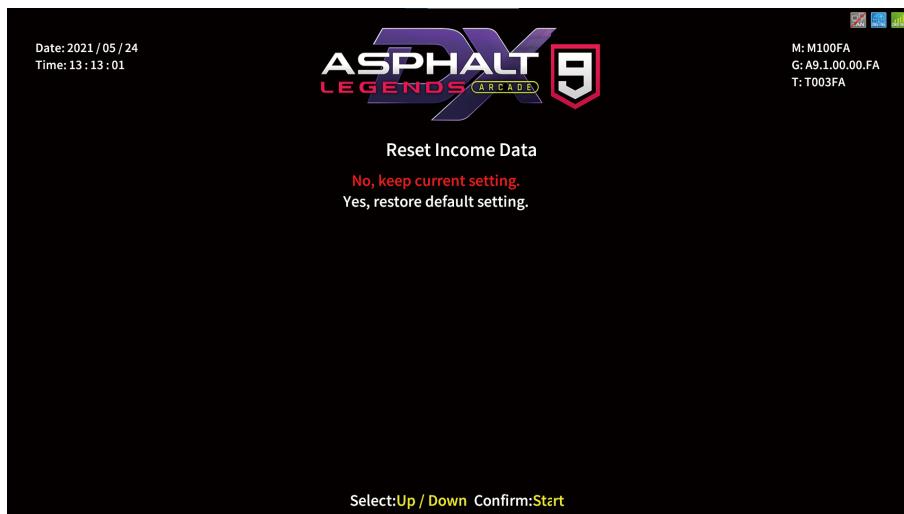 Date: 2021 / 05 / 24
Time: 13 : 13 : 01
ASPHALT 9
LEGENDS ARCADE
DX
M: M100FA
G: A9.1.00.00.FA
T: T003FA
Reset Income Data
No, keep current setting.
Yes, restore default setting.
Select:Up / Down Confirm:Start